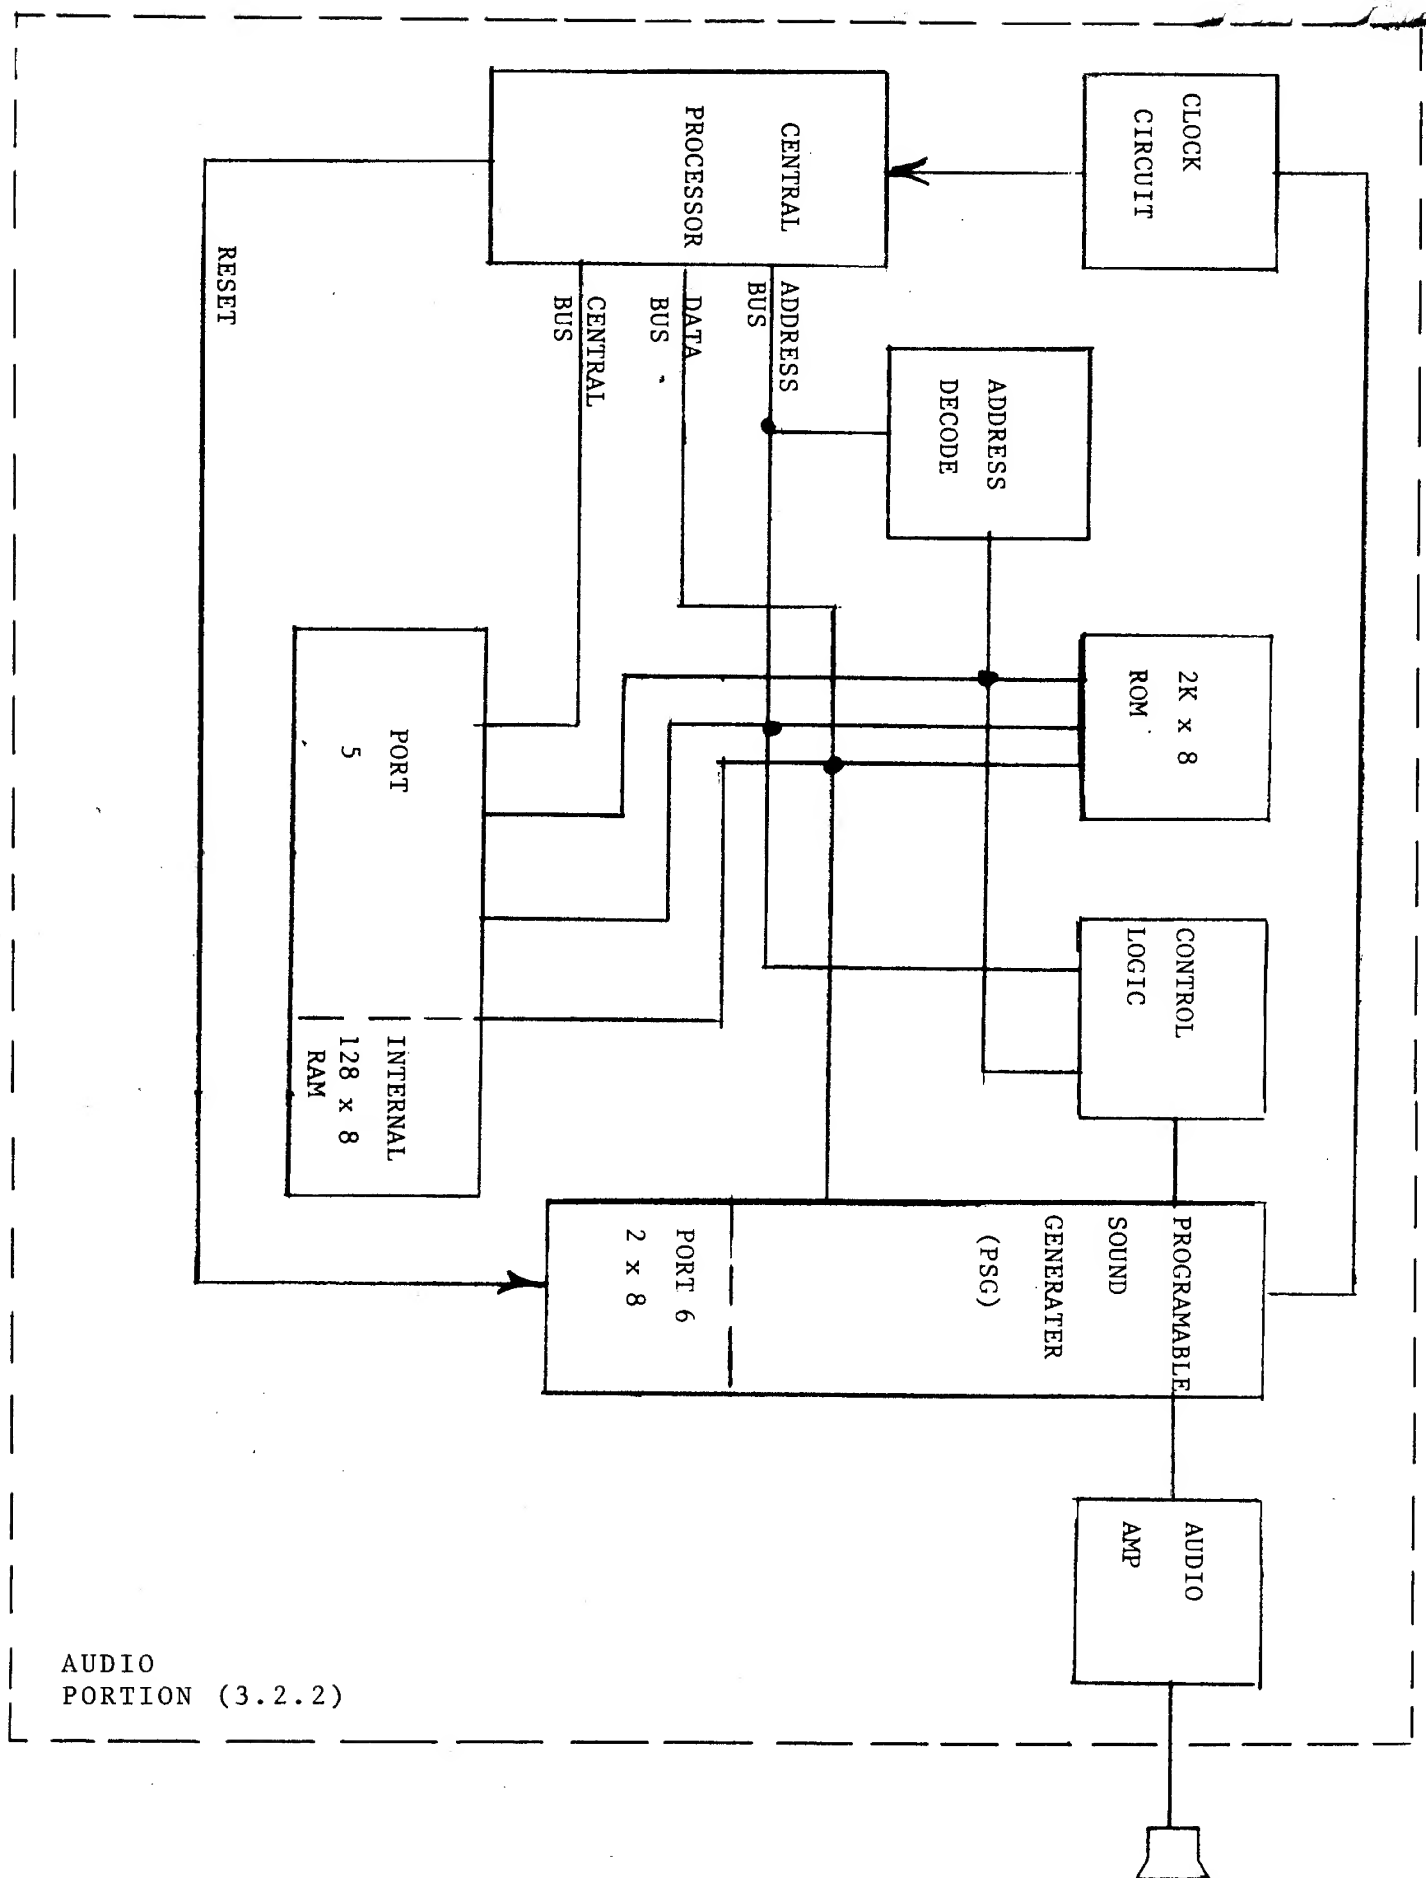 CLOCK
CIRCUIT
CENTRAL
PROCESSOR
RESET
ADDRESS
BUS
DATA
BUS
CENTRAL
BUS
ADDRESS
DECODE
2K x 8
ROM
PORT
5
INTERNAL
128 x 8
RAM
CONTROL
LOGIC
PROGRAMABLE
SOUND
GENERATER
(PSG)
PORT 6
2 x 8
AUDIO
AMP
AUDIO
PORTION (3.2.2)